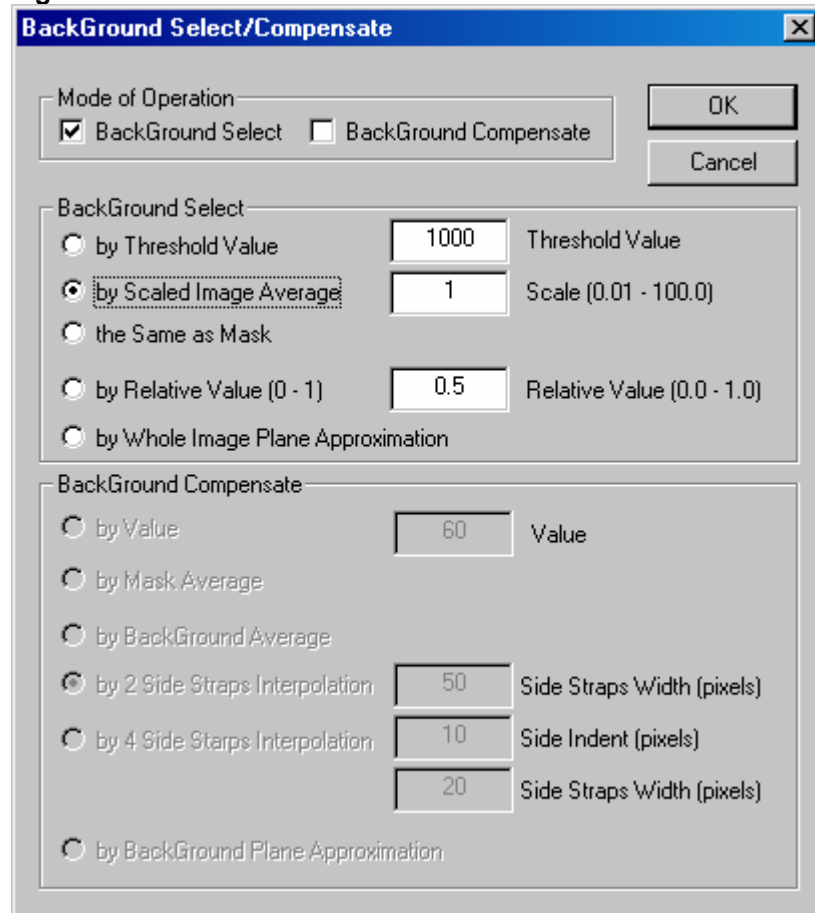 BackGround Select/Compensate
Mode of Operation
BackGround Select BackGround Compensate
OK
Cancel
BackGround Select
by Threshold Value 1000 Threshold Value
by Scaled Image Average 1 Scale (0.01 - 100.0)
the Same as Mask
by Relative Value (0 - 1) 0.5 Relative Value (0.0 - 1.0)
by Whole Image Plane Approximation
BackGround Compensate
by Value 60 Value
by Mask Average
by BackGround Average
by 2 Side Straps Interpolation 50 Side Straps Width (pixels)
by 4 Side Starps Interpolation 10 Side Indent (pixels)
20 Side Straps Width (pixels)
by BackGround Plane Approximation